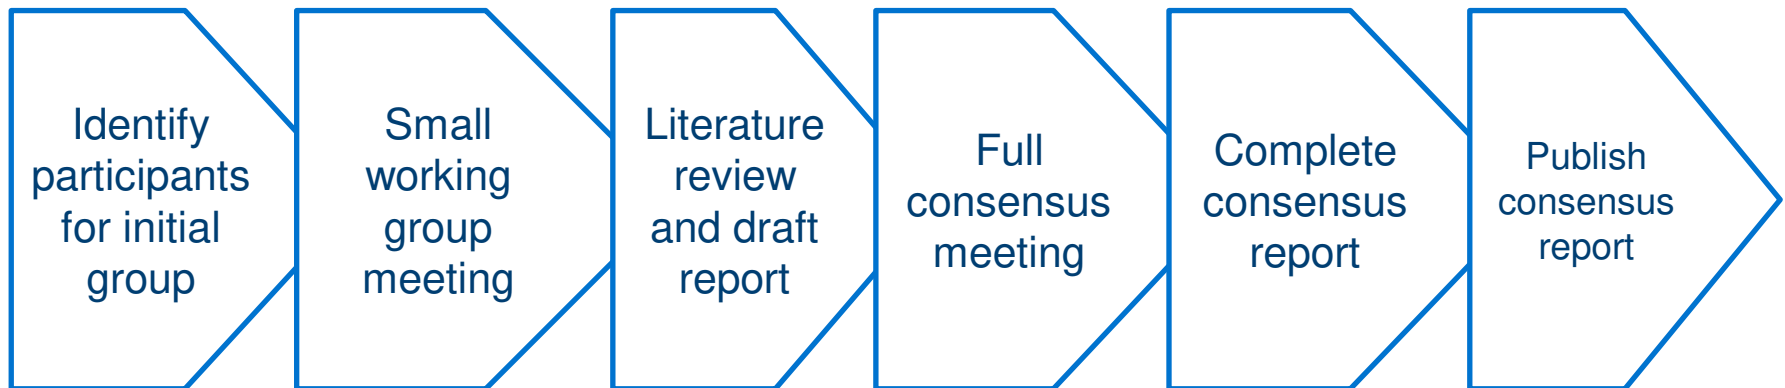 Identify
participants
for initial
group
Small
working
group
meeting
Literature
review
and draft
report
Full
consensus
meeting
Complete
consensus
report
Publish
consensus
report